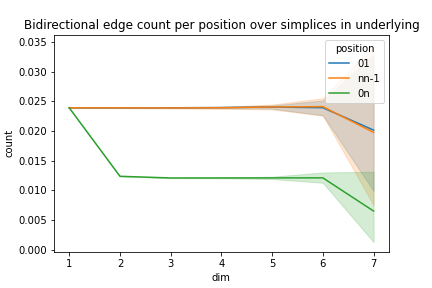 Bidirectional edge count per position over simplices in underlying
0.035
0.030
0.025
0.020
0.015
0.010
0.005
0.000
count
position
01
nn-1
0n
1 2 3 4 5 6 7
dim